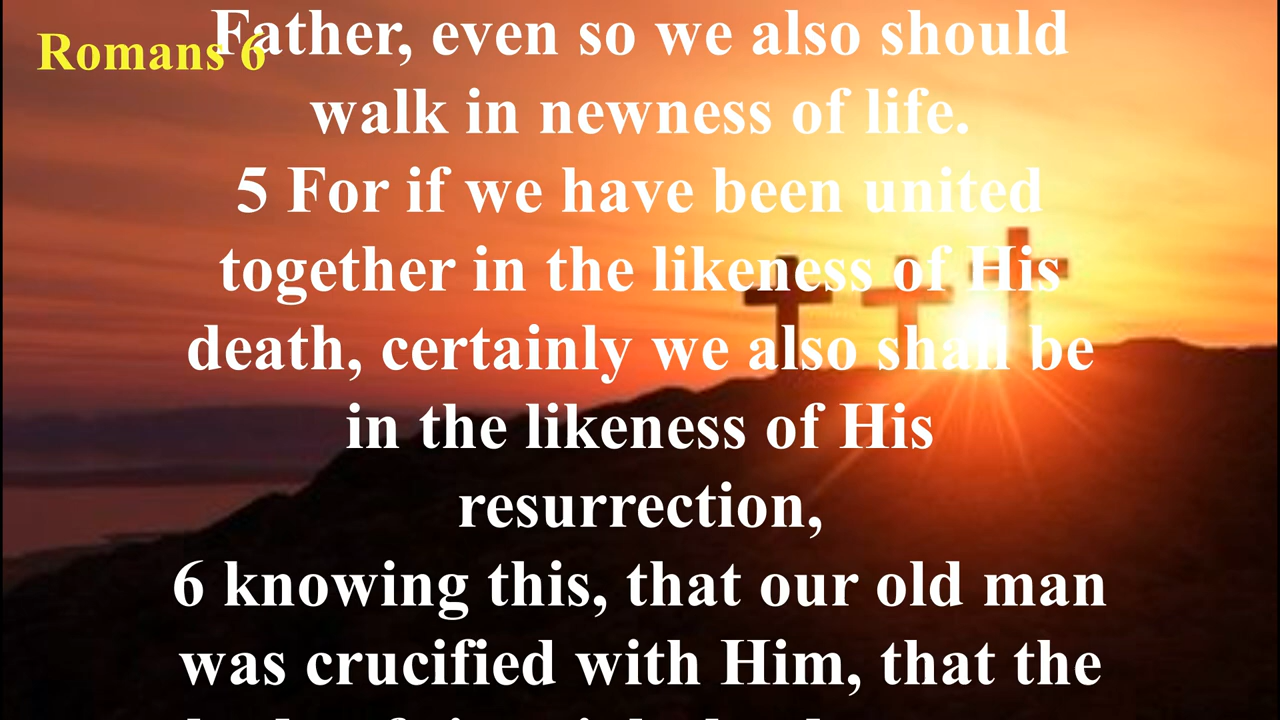 Romans 6
Father, even so we also should
walk in newness of life.
5 For if we have been united
together in the likeness of His
death, certainly we also shall be
in the likeness of His
resurrection,
6 knowing this, that our old man
was crucified with Him, that the